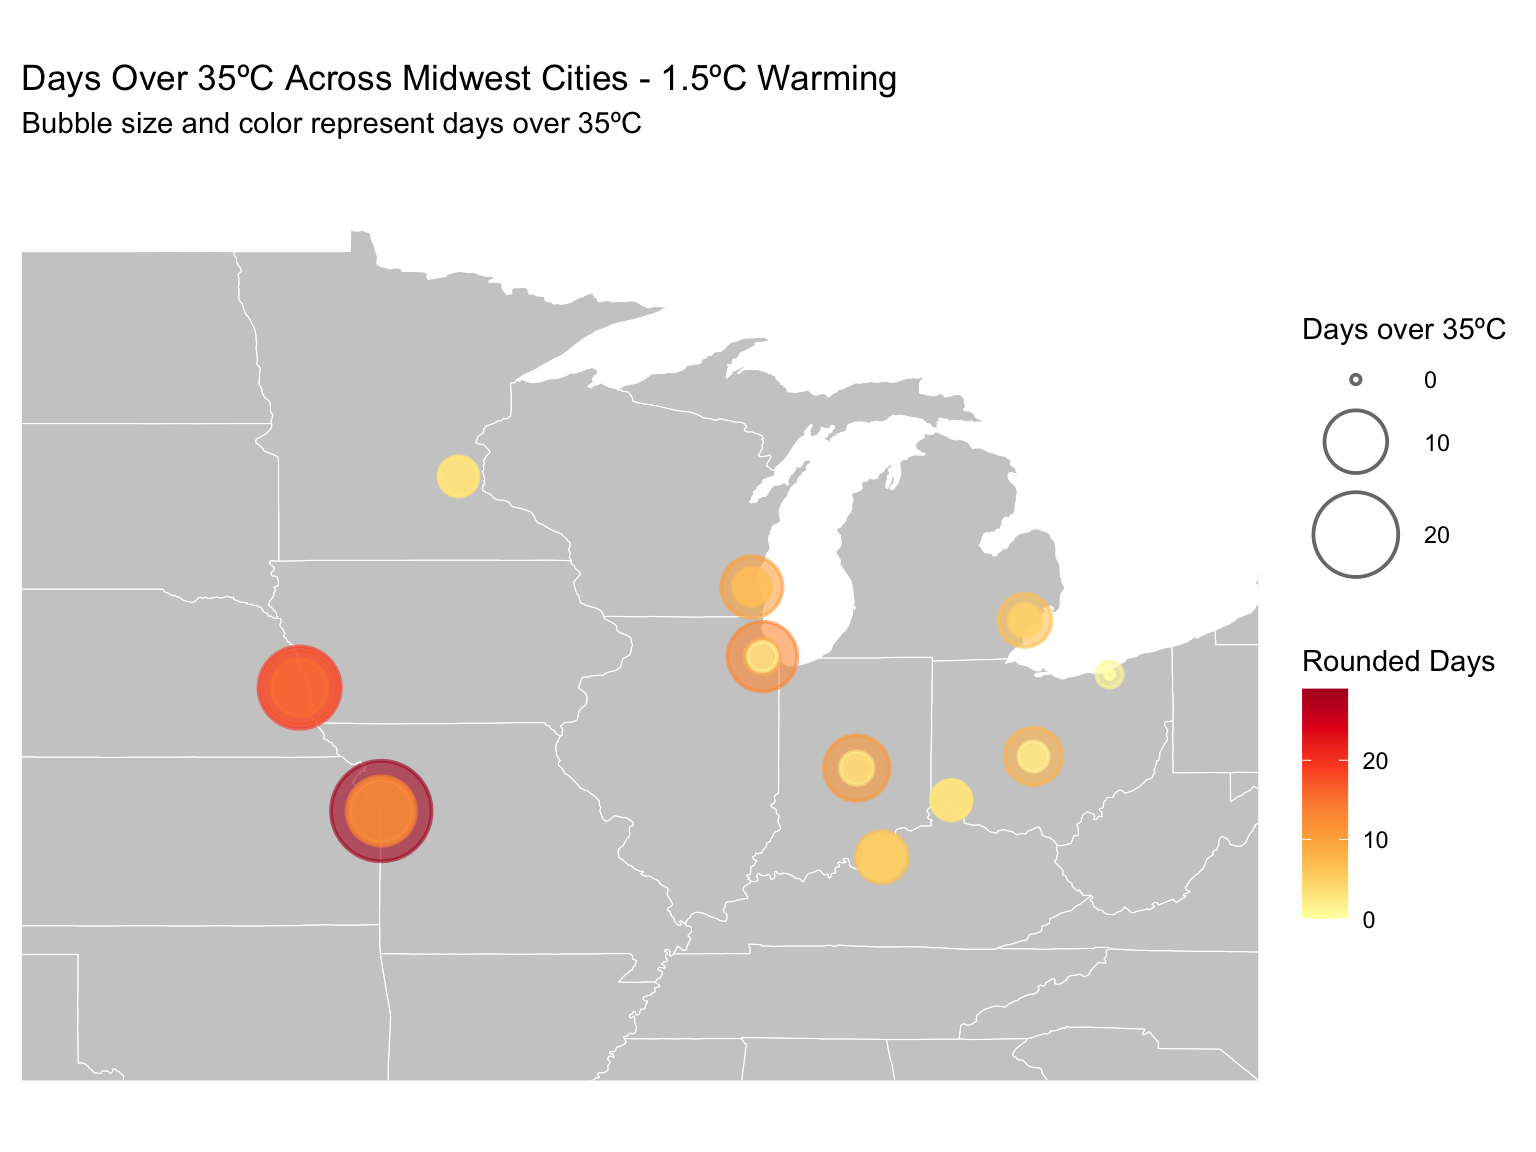 Days Over 35ºC Across Midwest Cities - 1.5ºC Warming
Bubble size and color represent days over 35ºC
Days over 35ºC
0
10
20
Rounded Days
20
10
0